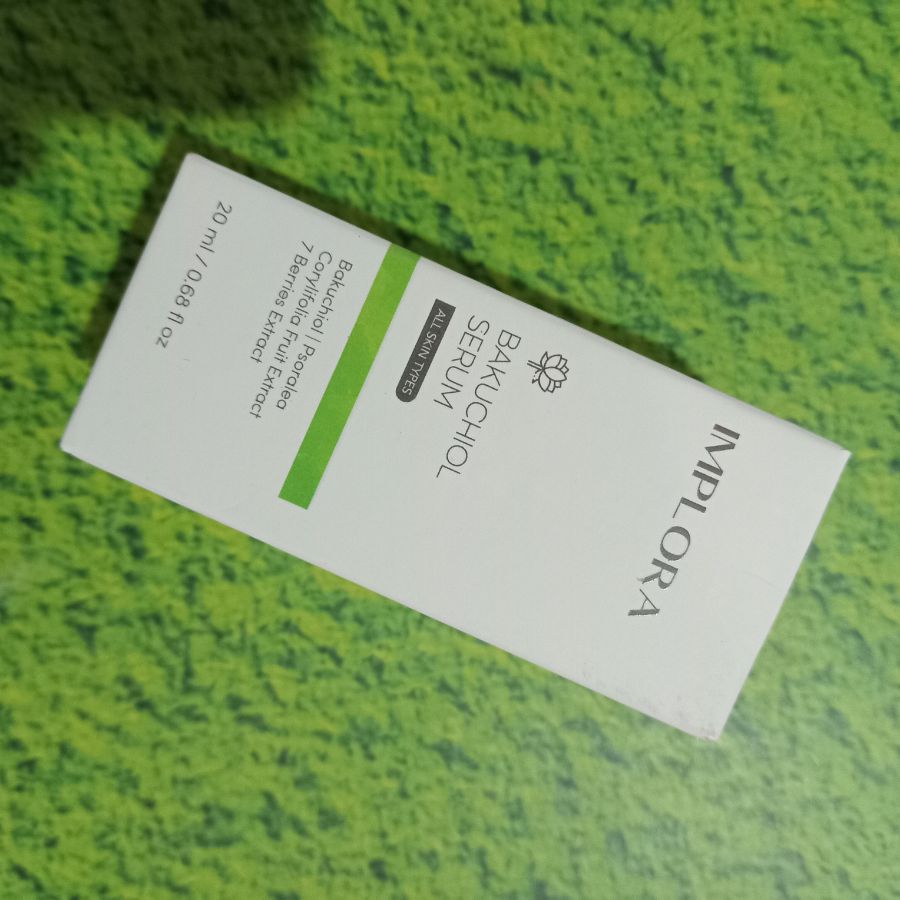 IMPLORA
BAKUCHIOL
SERUM
ALL SKIN TYPES
Bakuchiol | Psoralea
Corylifolia Fruit Extract
7 Berries Extract
20 ml / 0.68 fl oz